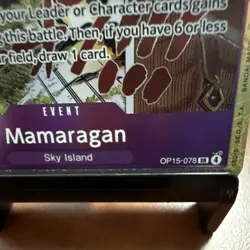 your Leader or Character cards gains
this battle. Then, if you have 6 or less
r field, draw 1 card.
EVENT
Mamaragan
Sky Island
OP15-078 4